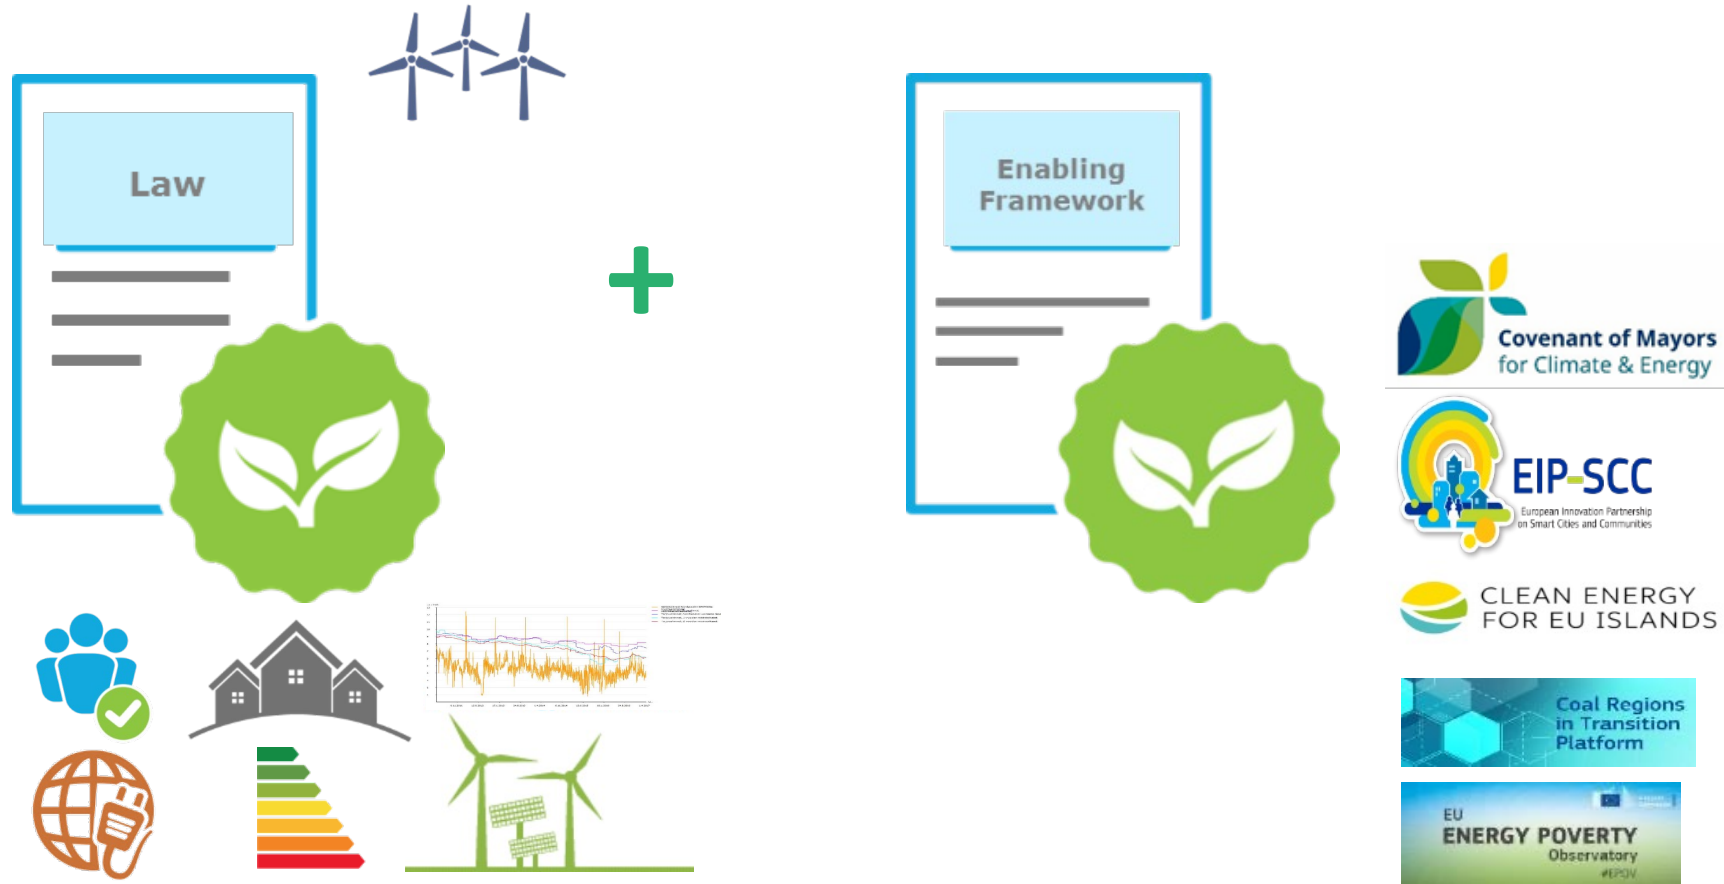 Law
Enabling
Framework
Covenant of Mayors
for Climate & Energy
EIP-SCC
European Innovation Partnership
on Smart Cities and Communities
CLEAN ENERGY
FOR EU ISLANDS
Coal Regions
in Transition
Platform
EU
ENERGY POVERTY
Observatory
#EPOV